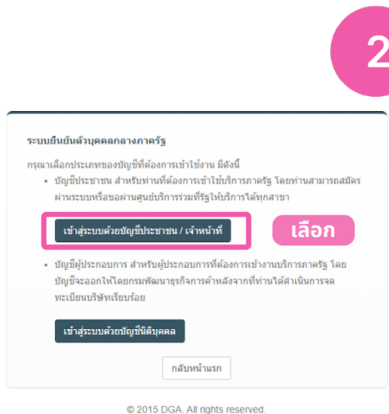 2
ระบบยืนยันตัวบุคคลกลางภาครัฐ
กรุณาเลือกประเภทของบัญชีที่ต้องการเข้าใช้งาน มีดังนี้
• บัญชีประชาชน สำหรับท่านที่ต้องการเข้าใช้บริการภาครัฐ โดยท่านสามารถสมัคร
ผ่านระบบหรือขอผ่านศูนย์บริการร่วมที่รัฐให้บริการได้ทุกสาขา
เข้าสู่ระบบด้วยบัญชีประชาชน / เจ้าหน้าที่
เลือก
• บัญชีผู้ประกอบการ สำหรับผู้ประกอบการที่ต้องการเข้างานบริการภาครัฐ โดย
บัญชีจะออกให้โดยกรมพัฒนาธุรกิจการค้าหลังจากที่ท่านได้ดำเนินการจด
ทะเบียนบริษัทเรียบร้อย
เข้าสู่ระบบด้วยบัญชีนิติบุคคล
กลับหน้าแรก
© 2015 DGA. All rights reserved.